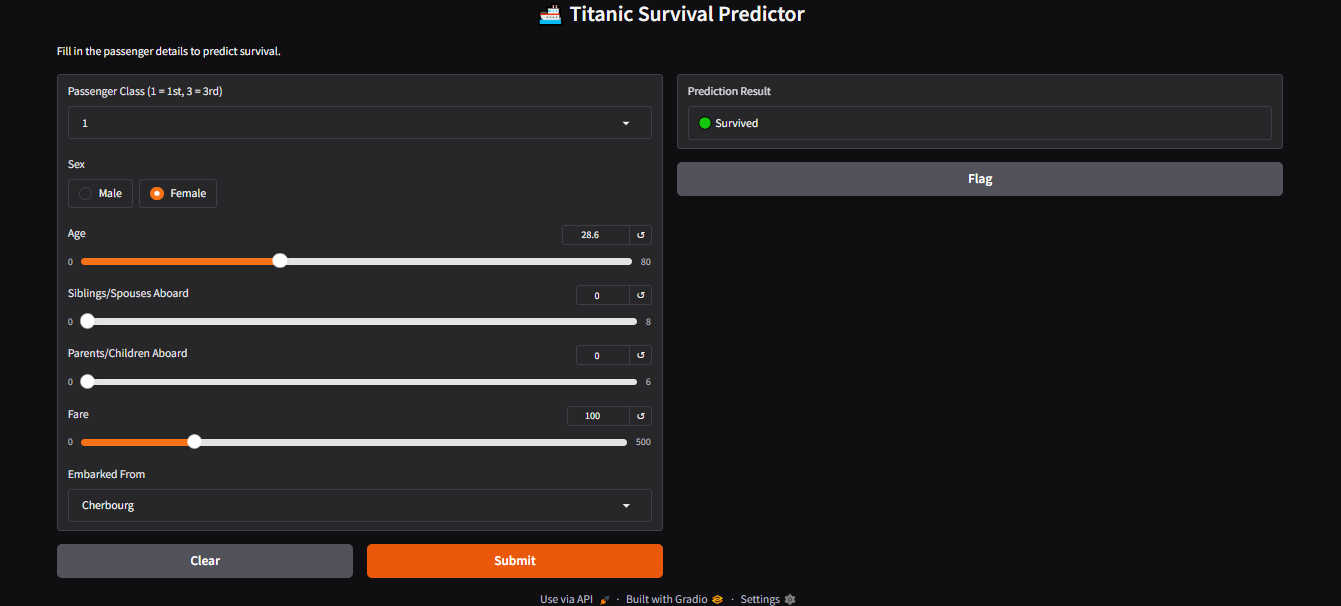 Titanic Survival Predictor
Fill in the passenger details to predict survival.
Passenger Class (1 = 1st, 3 = 3rd)
1
Sex
Male Female
Age 28.6
0 80
Siblings/Spouses Aboard 0
0 8
Parents/Children Aboard 0
0 6
Fare 100
0 500
Embarked From
Cherbourg
Clear Submit
Prediction Result
Survived
Flag
Use via API · Built with Gradio · Settings